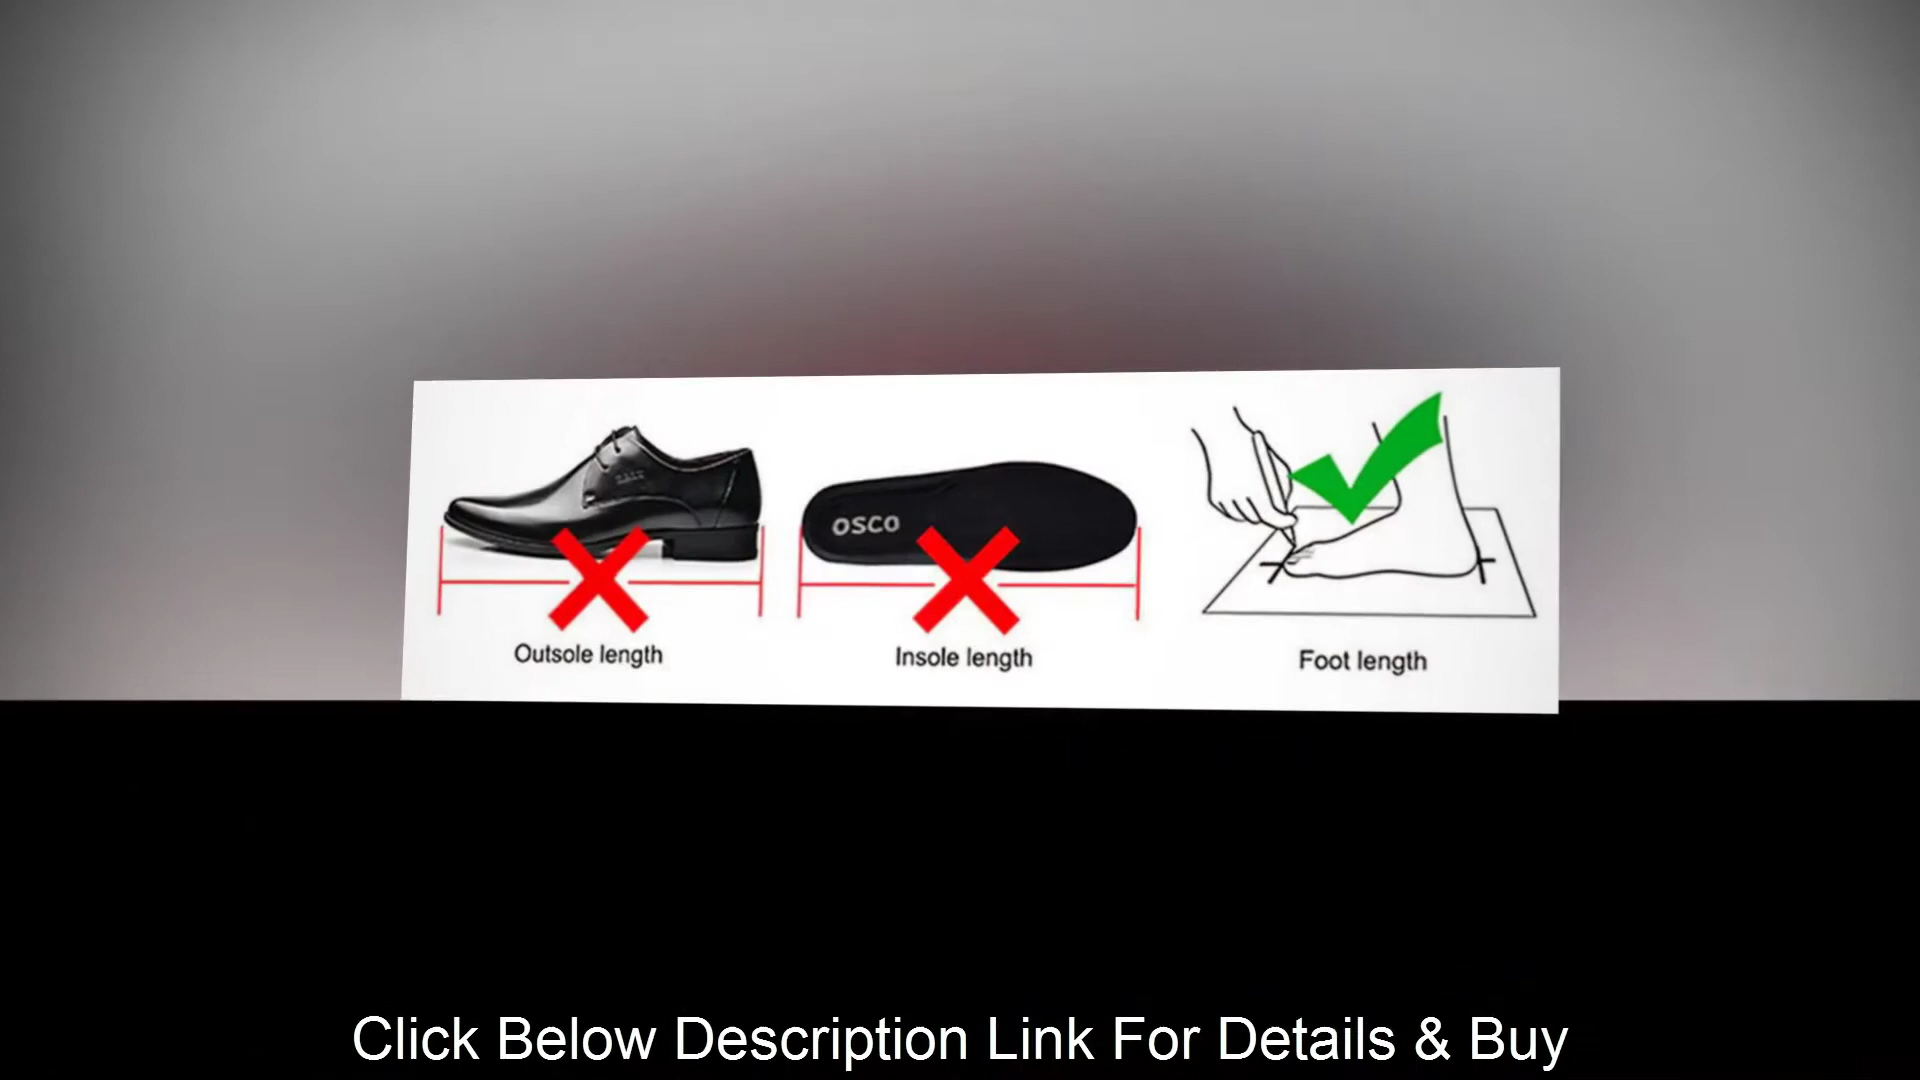 OSCO
Outsole length
Insole length
Foot length
Click Below Description Link For Details & Buy